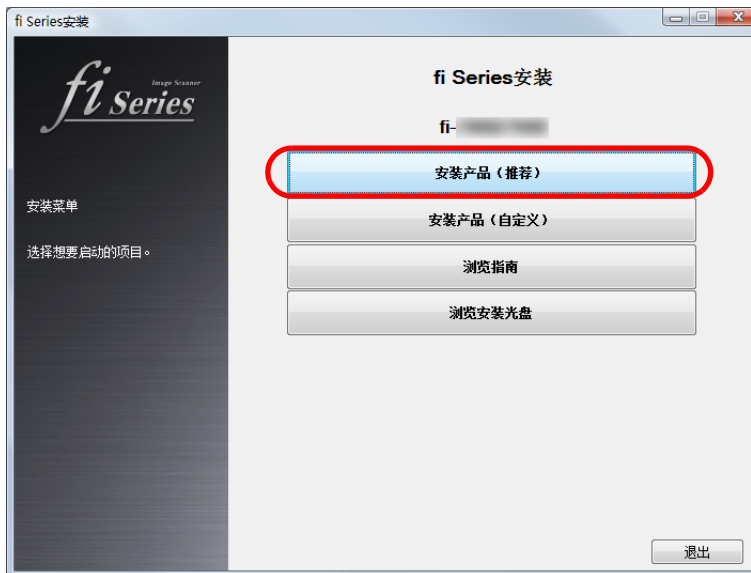 fi Series安装
Image Scanner
fi Series
安装菜单
选择想要启动的项目。
fi Series安装
fi-
安装产品（推荐）
安装产品（自定义）
浏览指南
浏览安装光盘
退出